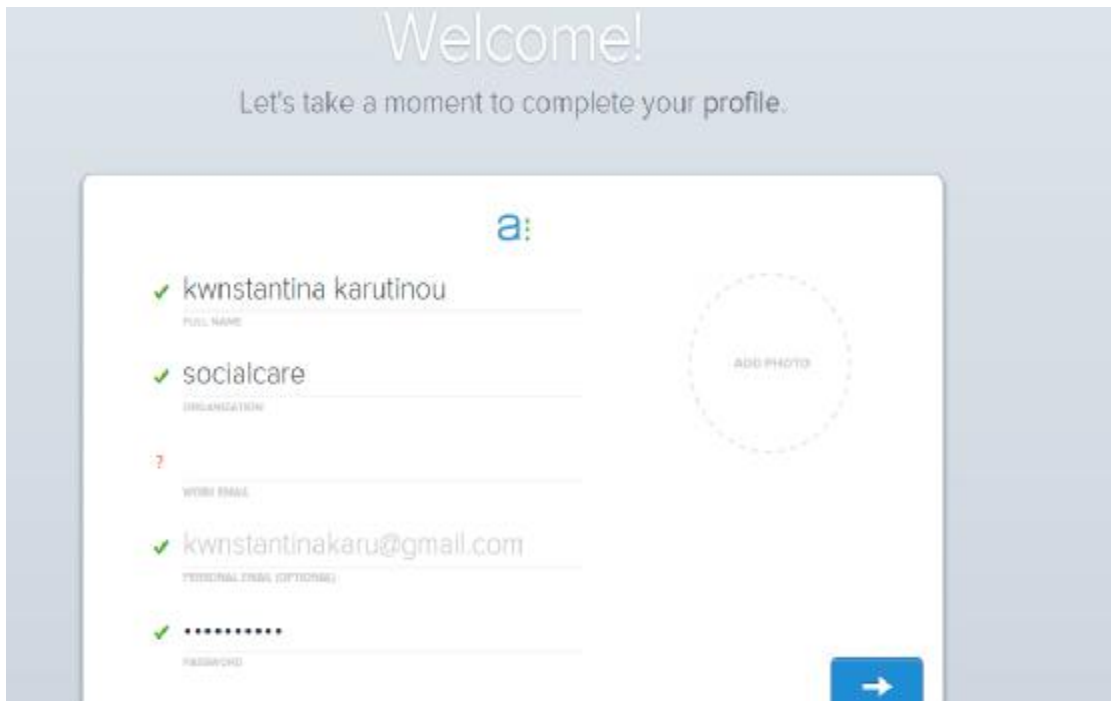 Welcome!
Let's take a moment to complete your profile.
a
kwnstantina karutinou
FULL NAME
socialcare
ORGANIZATION
ADD PHOTO
?
WORK EMAIL
kwnstantinakaru@gmail.com
PERSONAL EMAIL (OPTIONAL)
••••••••••
PASSWORD